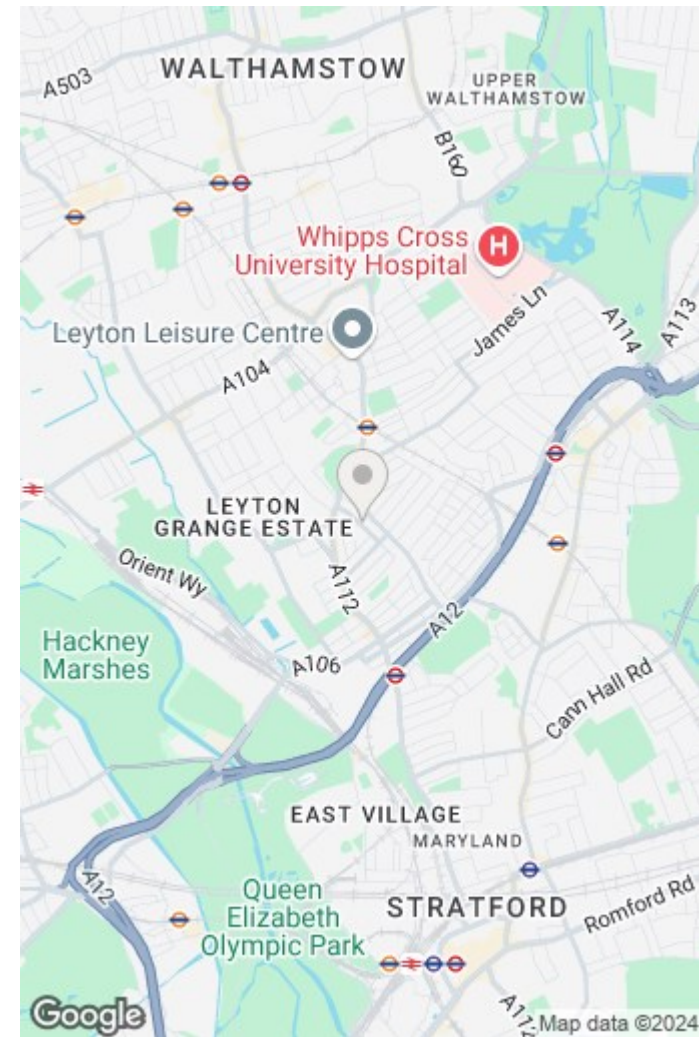 WALTHAMSTOW
A503
UPPER
WALTHAMSTOW
B160
Whipps Cross
University Hospital
H
James Ln
A114
A113
Leyton Leisure Centre
A104
LEYTON
GRANGE ESTATE
Orient Wy
A112
A12
Hackney
Marshes
A106
Cann Hall Rd
EAST VILLAGE
MARYLAND
A12
Queen
Elizabeth
Olympic Park
STRATFORD
Romford Rd
A112
Google
Map data ©2024